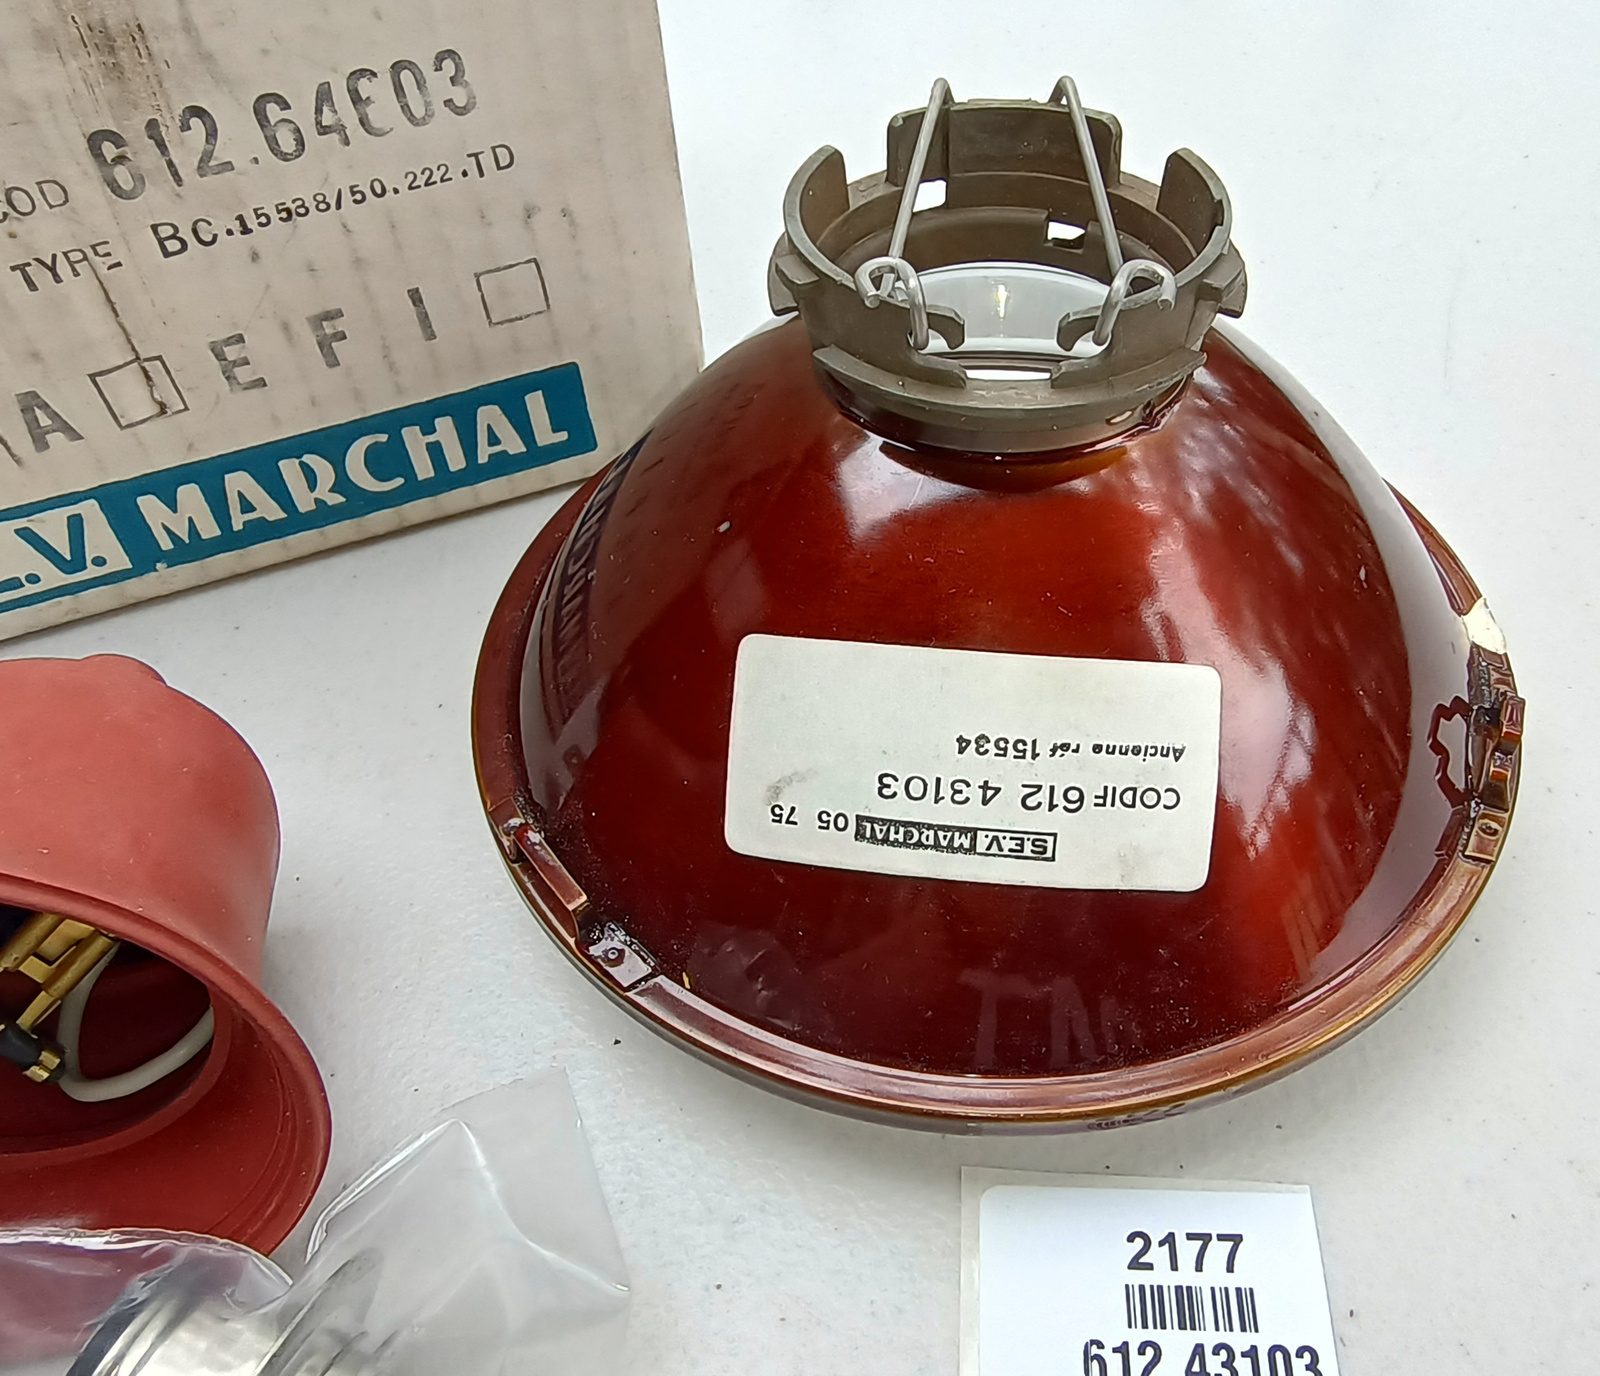 COD 612.64E03
TYPE BC.15538/50.222.TD
A E F I
S.E.V. MARCHAL
S.E.V. MARCHAL 05 75
CODIF 612 43103
Ancienne réf 15534
2177
612 43103